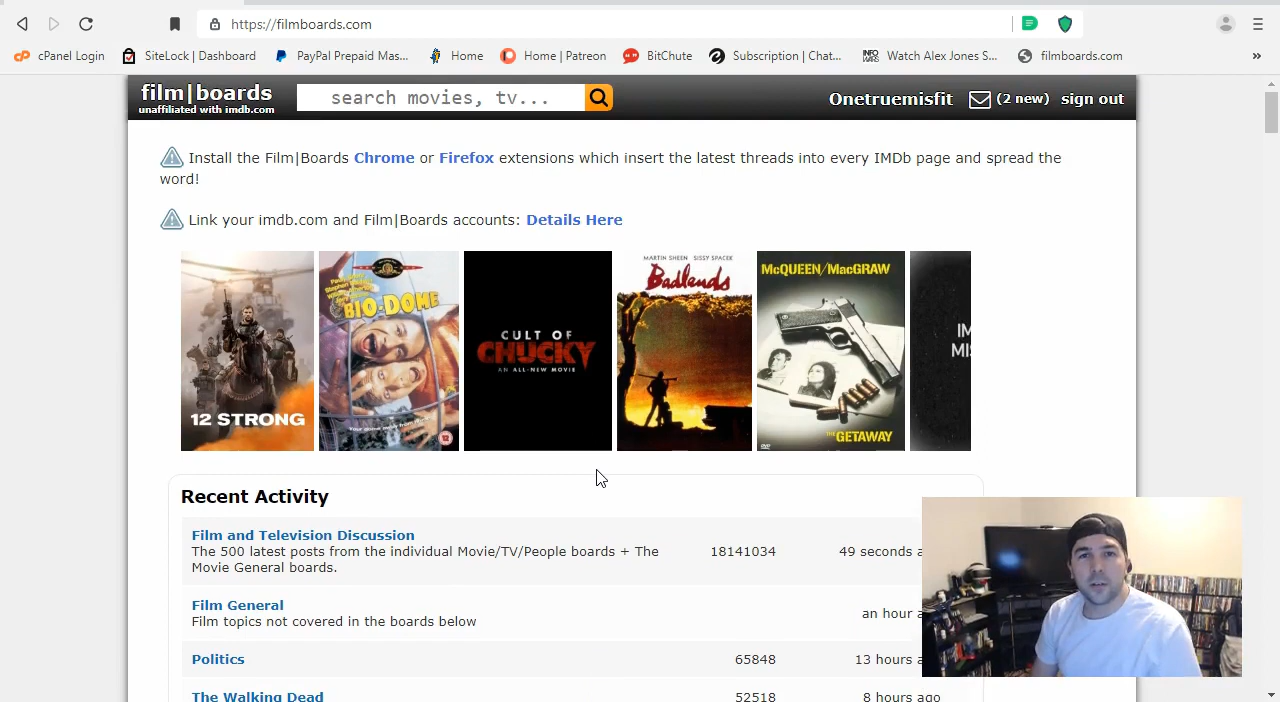 https://filmboards.com
cPanel Login SiteLock | Dashboard PayPal Prepaid Mas... Home Home | Patreon BitChute Subscription | Chat... INFO WARS Watch Alex Jones S... filmboards.com »
film|boards
unaffiliated with imdb.com
search movies, tv...
Onetruemisfit (2 new) sign out
Install the Film|Boards Chrome or Firefox extensions which insert the latest threads into every IMDb page and spread the
word!
Link your imdb.com and Film|Boards accounts: Details Here
12 STRONG
BIO-DOME
12
CULT OF
CHUCKY
AN ALL-NEW MOVIE
MARTIN SHEEN SISSY SPACEK
Badlands
McQUEEN/MacGRAW
THE GETAWAY
DVD
IM
MIS
Recent Activity
Film and Television Discussion
The 500 latest posts from the individual Movie/TV/People boards + The
Movie General boards.
18141034 49 seconds a
Film General
Film topics not covered in the boards below
an hour a
Politics 65848 13 hours a
The Walking Dead 52518 8 hours ago